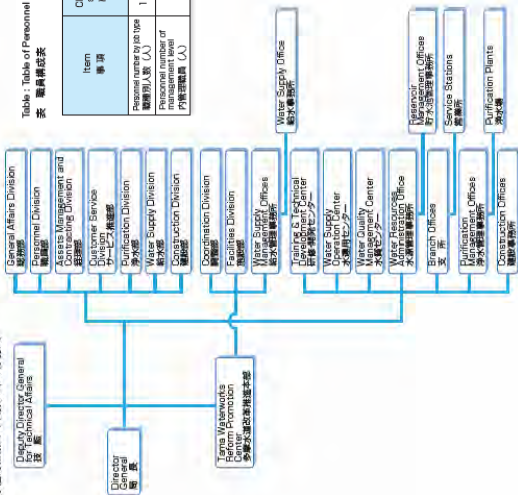 Table : Table of Personnel
表 職員構成表
Item
事 項
Personnel number by job type
職種別人数（人）
1
Personnel number of
management level
内管理職員（人）
Director
General
局 長
Deputy Director General
for Technical Affairs
技 監
Tama Waterworks
Reform Promotion
Center
多摩水道改革推進本部
General Affairs Division
総務部
Personnel Division
職員部
Assets Management and
Contracting Division
経理部
Customer Service
Division
サービス推進部
Purification Division
浄水部
Water Supply Division
給水部
Construction Division
建設部
Coordination Division
調整部
Facilities Division
施設部
Water Supply
Management Offices
給水管理事務所
Water Supply Office
給水事務所
Training & Technical
Development Center
研修・開発センター
Water Supply
Operation Center
水運用センター
Water Quality
Management Center
水質センター
Water Resources
Administration Office
水源管理事務所
Reservoir
Management Offices
貯水池管理事務所
Branch Offices
支 所
Service Stations
営業所
Purification
Management Offices
浄水管理事務所
Purification Plants
浄水場
Construction Offices
建設事務所